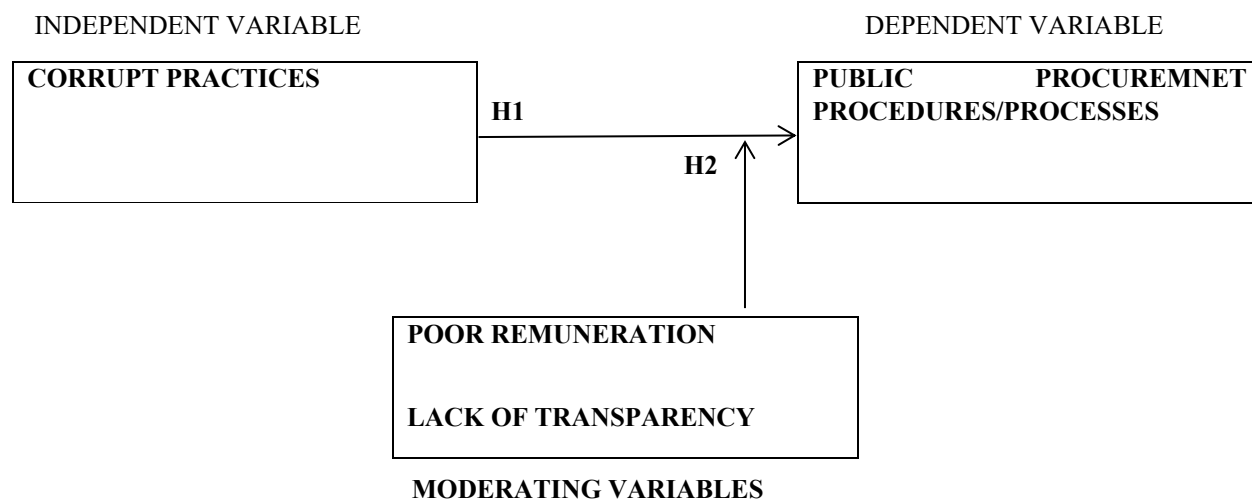 INDEPENDENT VARIABLE
DEPENDENT VARIABLE
CORRUPT PRACTICES
PUBLIC PROCUREMNET
PROCEDURES/PROCESSES
H1
H2
POOR REMUNERATION
LACK OF TRANSPARENCY
MODERATING VARIABLES